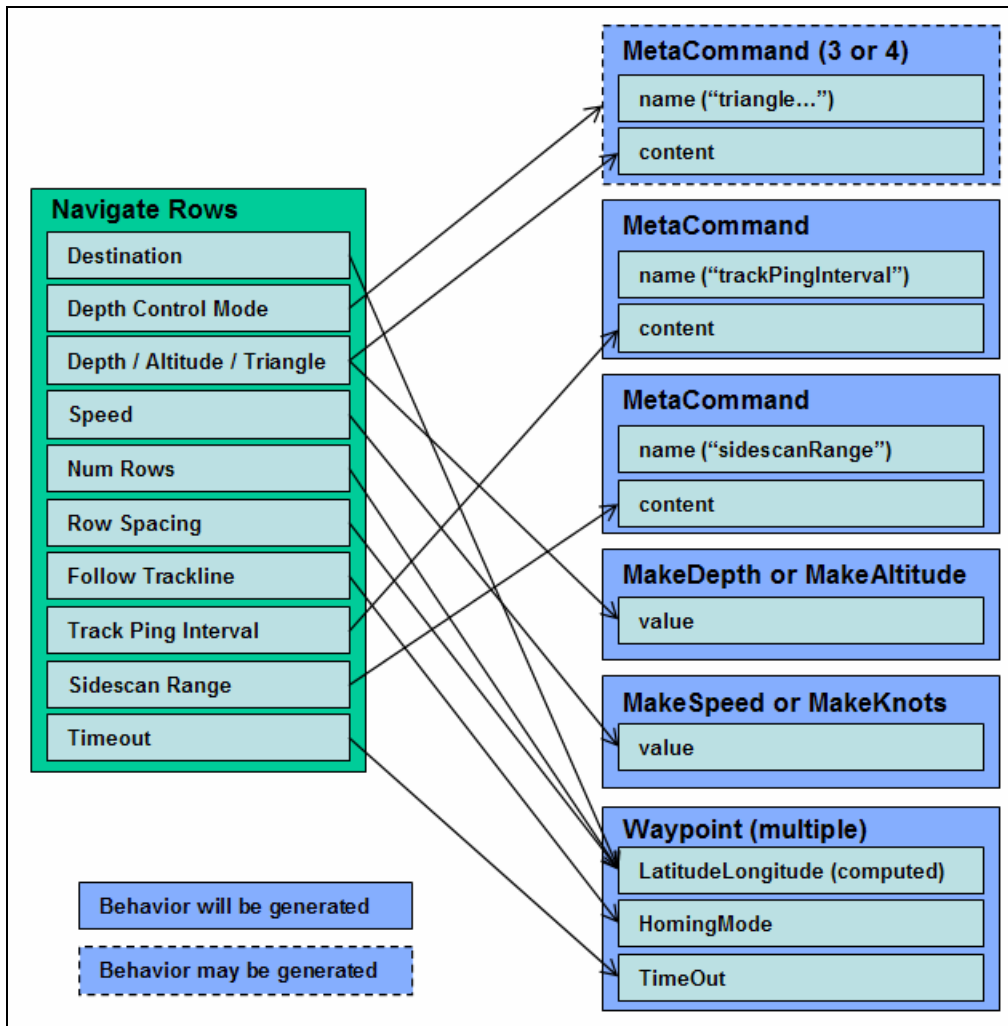 Navigate Rows
Destination
Depth Control Mode
Depth / Altitude / Triangle
Speed
Num Rows
Row Spacing
Follow Trackline
Track Ping Interval
Sidescan Range
Timeout
MetaCommand (3 or 4)
name (“triangle…”)
content
MetaCommand
name (“trackPingInterval”)
content
MetaCommand
name (“sidescanRange”)
content
MakeDepth or MakeAltitude
value
MakeSpeed or MakeKnots
value
Waypoint (multiple)
LatitudeLongitude (computed)
HomingMode
TimeOut
Behavior will be generated
Behavior may be generated